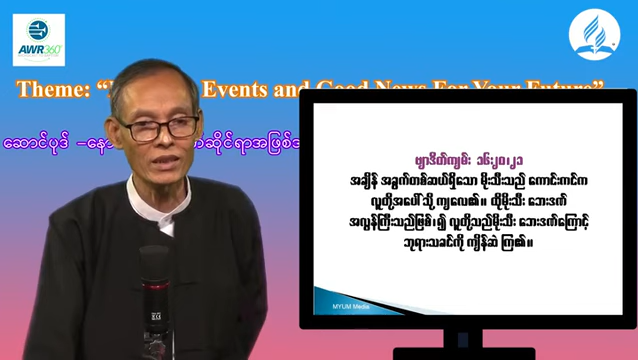 AWR360°
Theme: " Events and Good News For Your Future"
ဆောင်ပုဒ် -နော
ဗျာဒိတ်ကျမ်း ၁၆:၂၀၊၂၁
အချိန် အခွက်တစ်ဆယ်ရှိသော မိုးသီးသည် ကောင်းကင်က
လူတို့အပေါ်သို့ ကျလေ၏။ ထိုမိုးသီး ဘေးဒဏ်
အလွန်ကြီးသည်ဖြစ်၍ လူတို့သည်မိုးသီး ဘေးဒဏ်ကြောင့်
ဘုရားသခင်ကို ကျိန်ဆဲ ကြ၏။
MYUM Media